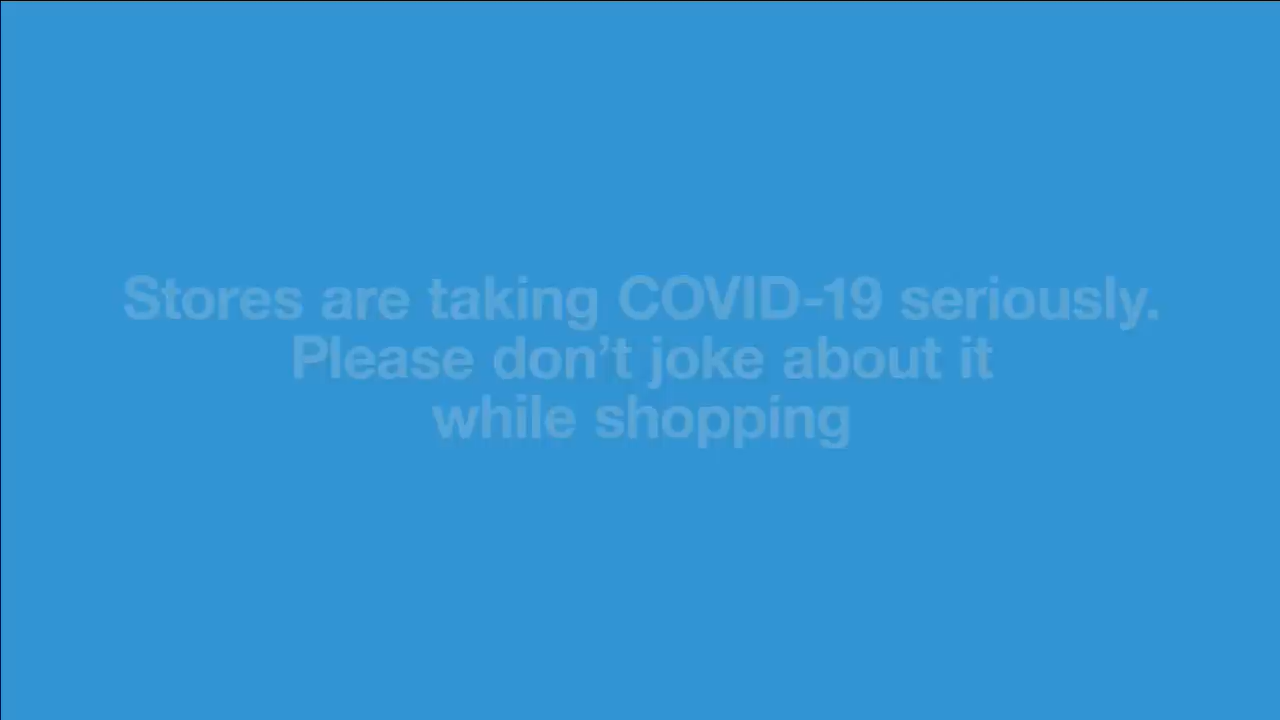 Stores are taking COVID-19 seriously.
Please don’t joke about it
while shopping